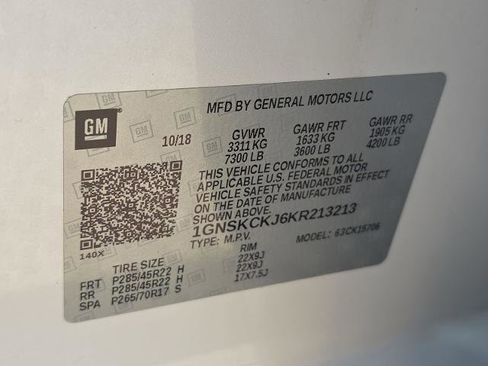 MFD BY GENERAL MOTORS LLC
GM
10/18
GVWR GAWR FRT GAWR RR
3311 KG 1633 KG 1905 KG
7300 LB 3600 LB 4200 LB
THIS VEHICLE CONFORMS TO ALL
APPLICABLE U.S. FEDERAL MOTOR
VEHICLE SAFETY STANDARDS IN EFFECT
ON THE DATE OF MANUFACTURE
SHOWN ABOVE.
1GNSKCKJ6KR213213
TYPE: M.P.V. MODEL: 63CK15706
140X
TIRE SIZE RIM
FRT P285/45R22 H 22X9J
RR P285/45R22 H 22X9J
SPA P265/70R17 S 17X7.5J